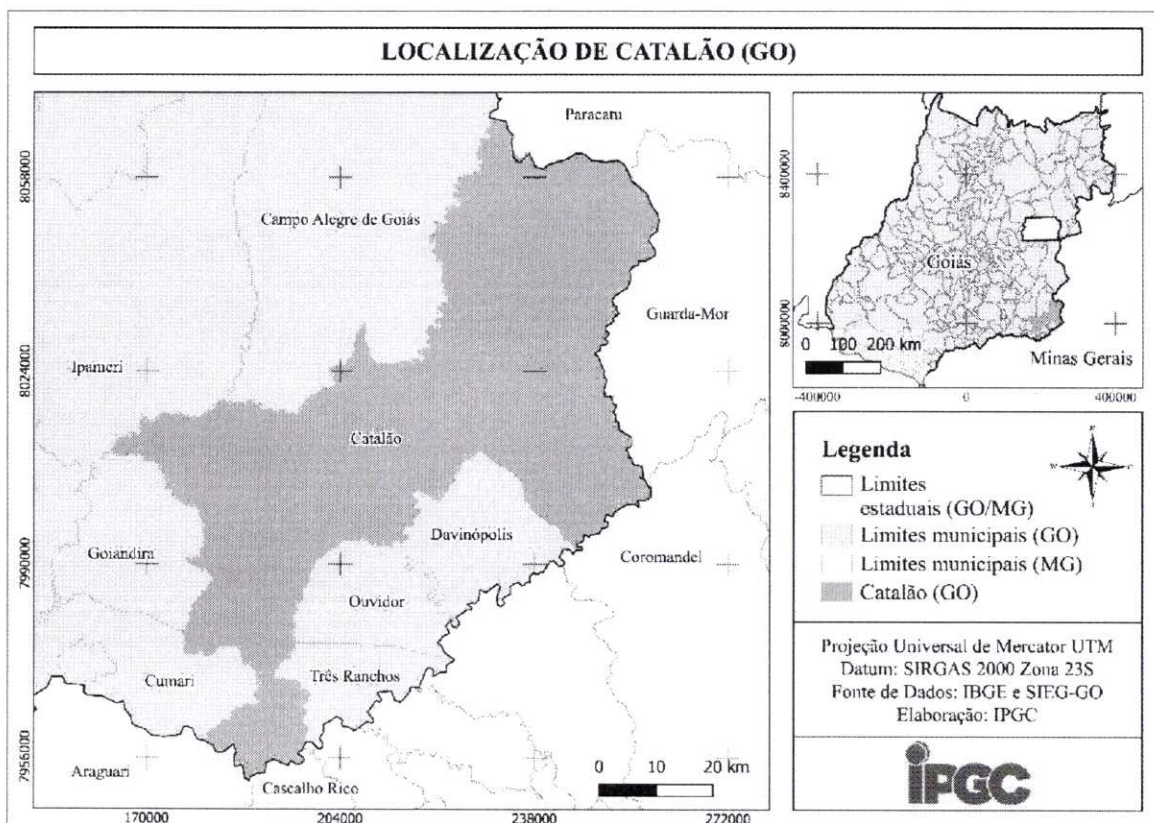 LOCALIZAÇÃO DE CATALÃO (GO)
Paracatu
8058000
Campo Alegre de Goiás
Guarda-Mor
8024000
Ipameri
Catalão
Davinópolis
Goiandira
7990000
Coromandel
Ouvidor
Três Ranchos
Cumari
7956000
Araguari
Cascalho Rico
0 10 20 km
170000 204000 238000 272000
8400000
Goiás
8000000
0 100 200 km
Minas Gerais
-400000 0 400000
Legenda
N
W E
S
Limites
estaduais (GO/MG)
Limites municipais (GO)
Limites municipais (MG)
Catalão (GO)
Projeção Universal de Mercator UTM
Datum: SIRGAS 2000 Zona 23S
Fonte de Dados: IBGE e SIEG-GO
Elaboração: IPGC
iPGC